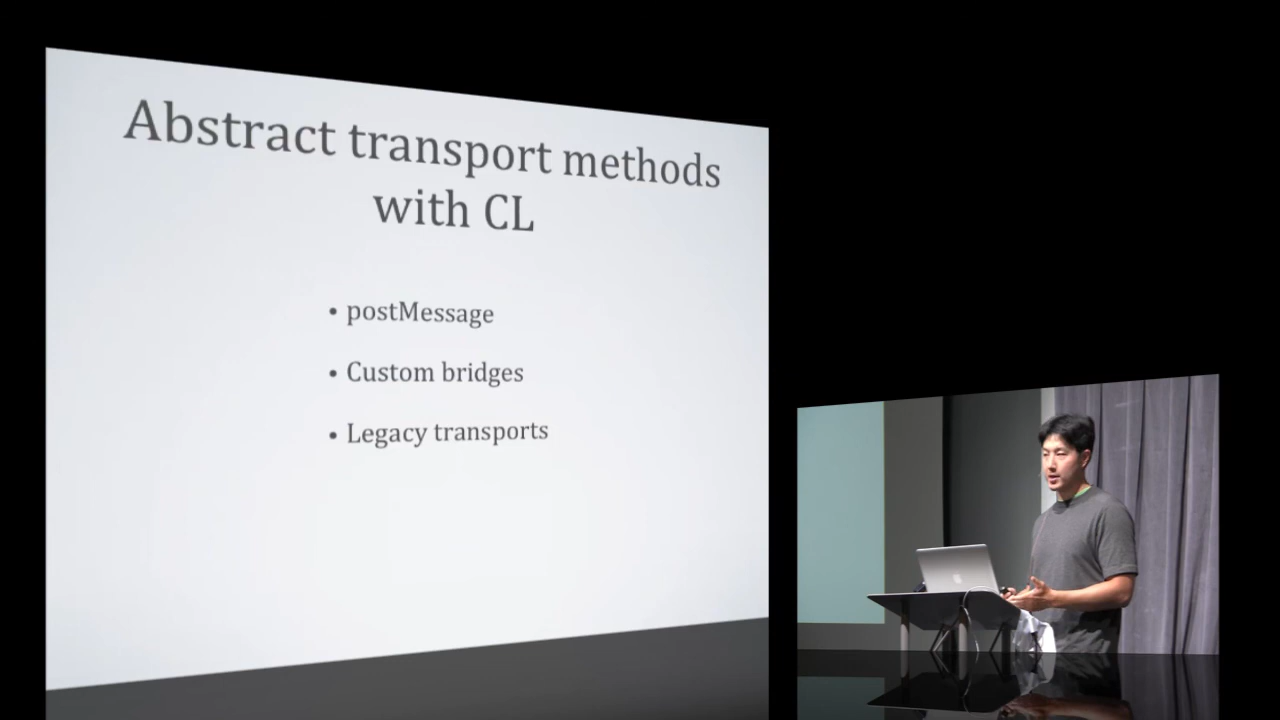 Abstract transport methods
with CL
• postMessage
• Custom bridges
• Legacy transports